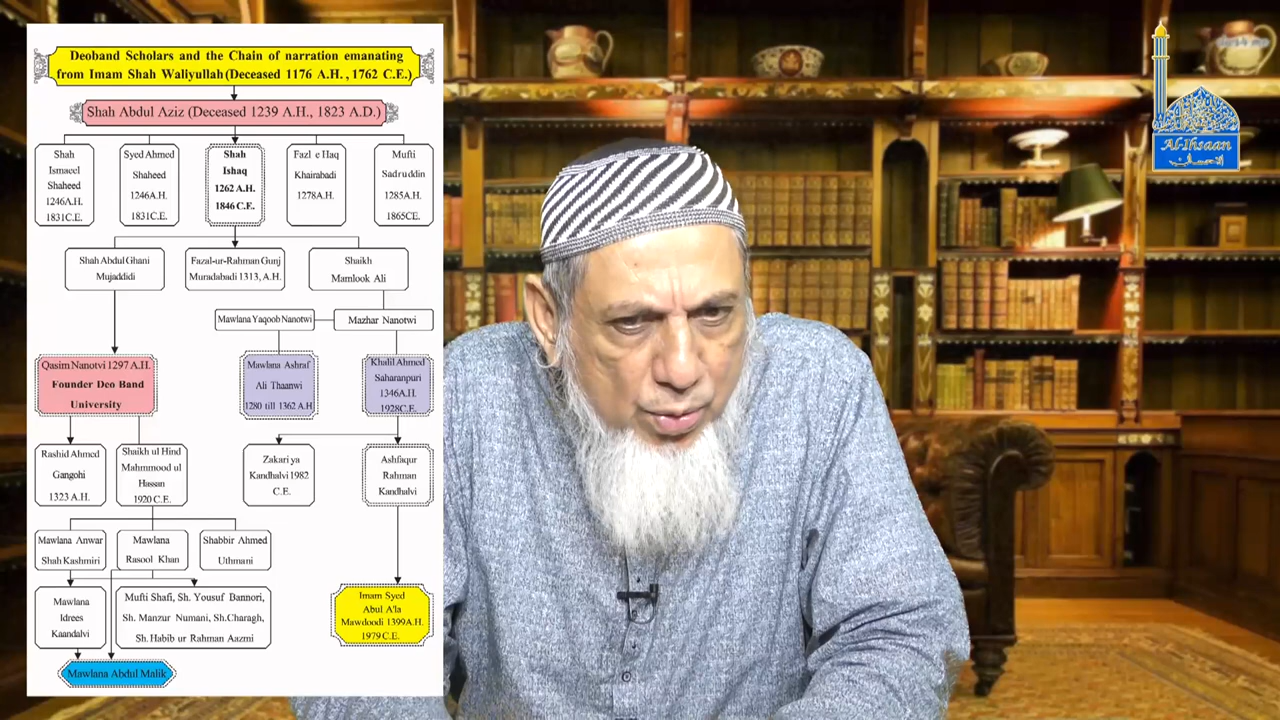 Deoband Scholars and the Chain of narration emanating
from Imam Shah Waliyullah (Deceased 1176 A.H. , 1762 C.E.)
Shah Abdul Aziz (Deceased 1239 A.H., 1823 A.D.)
Shah
Ismaeel
Shaheed
1246A.H.
1831C.E.
Syed Ahmed
Shaheed
1246A.H.
1831C.E.
Shah
Ishaq
1262 A.H.
1846 C.E.
Fazl e Haq
Khairabadi
1278A.H.
Mufti
Sadruddin
1285A.H.
1865CE.
Shah Abdul Ghani
Mujaddidi
Fazal-ur-Rahman Gunj
Muradabadi 1313, A.H.
Shaikh
Mamlook Ali
Mawlana Yaqoob Nanotwi
Mazhar Nanotwi
Qasim Nanotvi 1297 A.H.
Founder Deo Band
University
Mawlana Ashraf
Ali Thaanwi
1280 till 1362 A.H
Khalil Ahmed
Saharanpuri
1346A.H.
1928C.E.
Rashid Ahmed
Gangohi
1323 A.H.
Shaikh ul Hind
Mahmmood ul
Hassan
1920 C.E.
Zakari ya
Kandhalvi 1982
C.E.
Ashfaqur
Rahman
Kandhalvi
Mawlana Anwar
Shah Kashmiri
Mawlana
Rasool Khan
Shabbir Ahmed
Uthmani
Mawlana
Idrees
Kaandalvi
Mufti Shafi, Sh. Yousuf Bannori,
Sh. Manzur Numani, Sh.Charagh,
Sh. Habib ur Rahman Aazmi
Imam Syed
Abul A'la
Mawdoodi 1399A.H.
1979 C.E.
Mawlana Abdul Malik
Al-Ihsaan